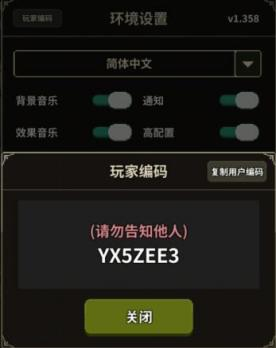 玩家编码
环境设置
v1.358
简体中文
背景音乐
通知
效果音乐
高配置
玩家编码
复制用户编码
(请勿告知他人)
YX5ZEE3
关闭